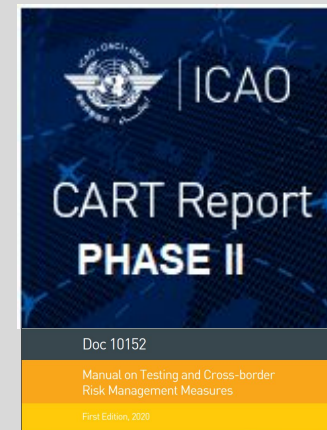 ICAO
CART Report
PHASE II
Doc 10152
Manual on Testing and Cross-border
Risk Management Measures
First Edition, 2020